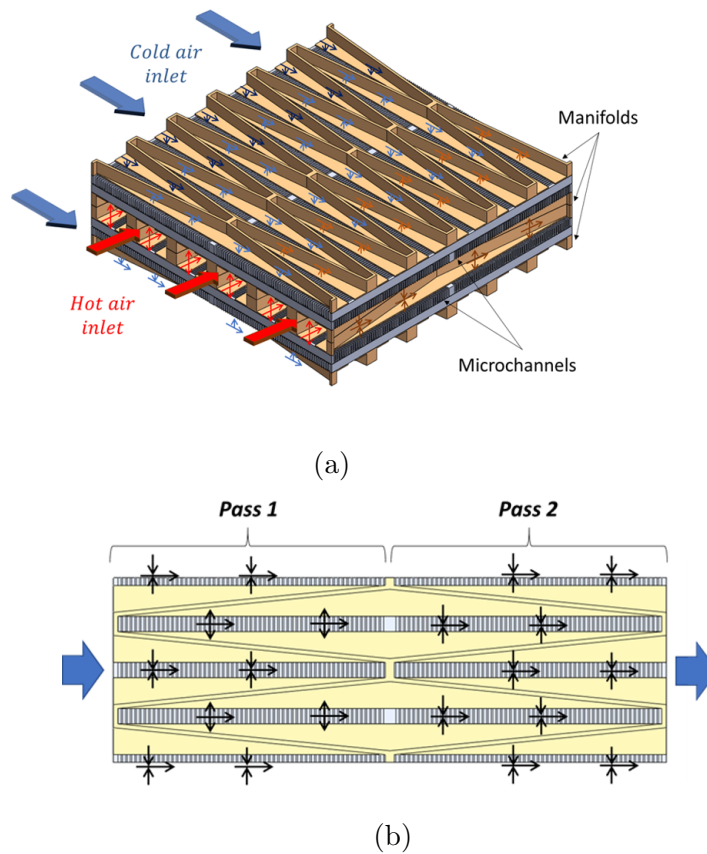 Cold air
inlet
Manifolds
Hot air
inlet
Microchannels
(a)
Pass 1
Pass 2
(b)